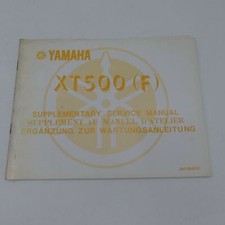 YAMAHA
XT500 (F)
SUPPLEMENTARY SERVICE MANUAL
SUPPLEMENT AU MANUEL D'ATELIER
ERGÄNZUNG ZUR WARTUNGSANLEITUNG